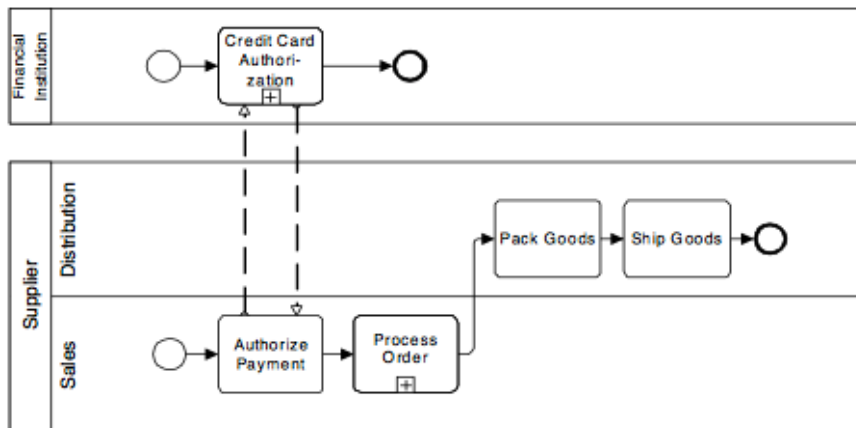 Financial
Institution
Credit Card
Authori-
zation
Supplier
Distribution
Pack Goods
Ship Goods
Sales
Authorize
Payment
Process
Order